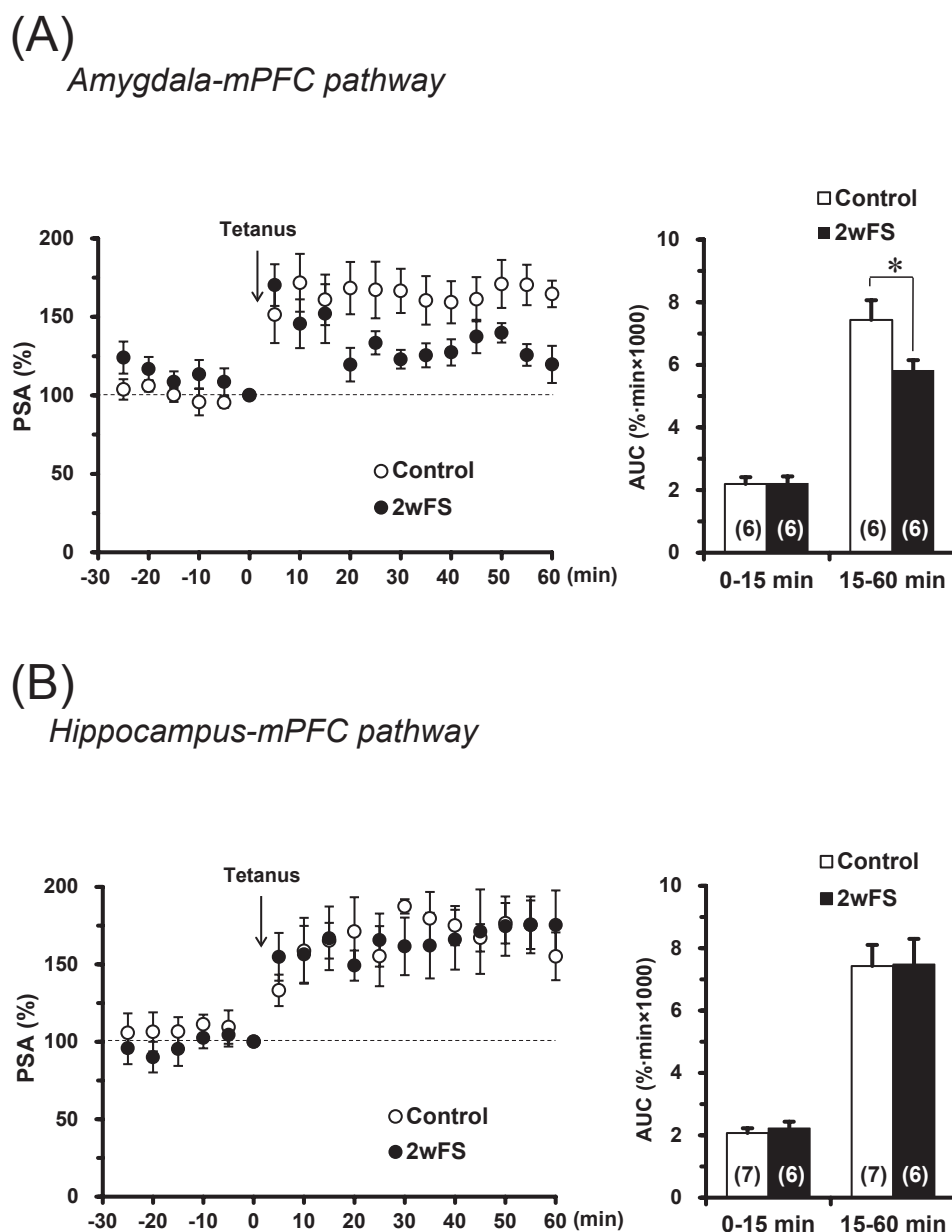 (A)
Amygdala-mPFC pathway
Tetanus
PSA (%)
200
150
100
50
0
-30 -20 -10 0 10 20 30 40 50 60 (min)
Control
2wFS
Control
2wFS
AUC (%·min×1000)
10
8
6
4
2
0
*
(6) (6) (6) (6)
0-15 min 15-60 min
(B)
Hippocampus-mPFC pathway
Tetanus
PSA (%)
200
150
100
50
0
-30 -20 -10 0 10 20 30 40 50 60 (min)
Control
2wFS
Control
2wFS
AUC (%·min×1000)
10
8
6
4
2
0
(7) (6) (7) (6)
0-15 min 15-60 min